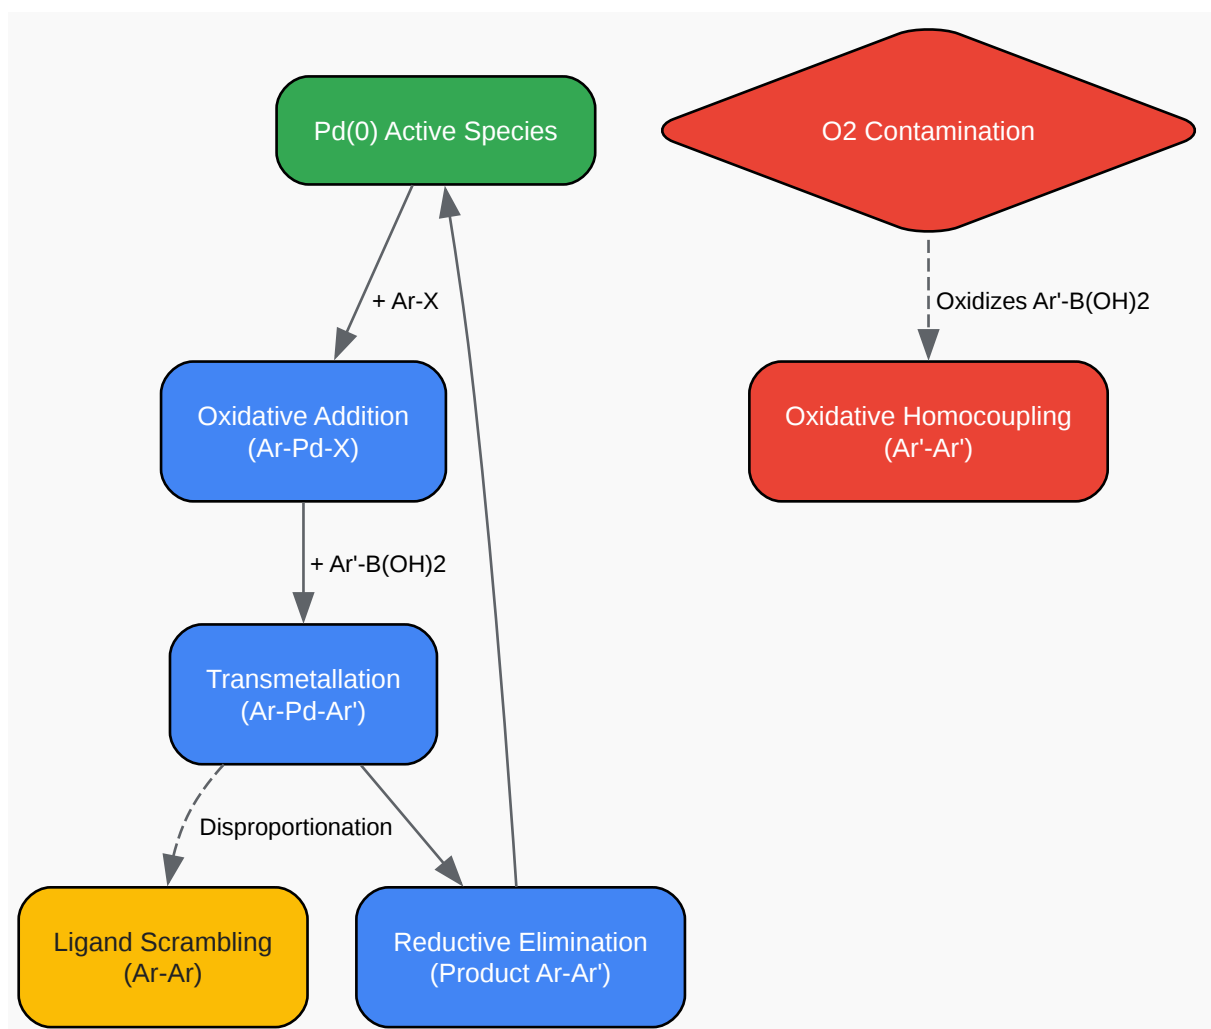 Pd(0) Active Species
O2 Contamination
+ Ar-X
Oxidizes Ar'-B(OH)2
Oxidative Addition
(Ar-Pd-X)
Oxidative Homocoupling
(Ar'-Ar')
+ Ar'-B(OH)2
Transmetallation
(Ar-Pd-Ar')
Disproportionation
Ligand Scrambling
(Ar-Ar)
Reductive Elimination
(Product Ar-Ar')